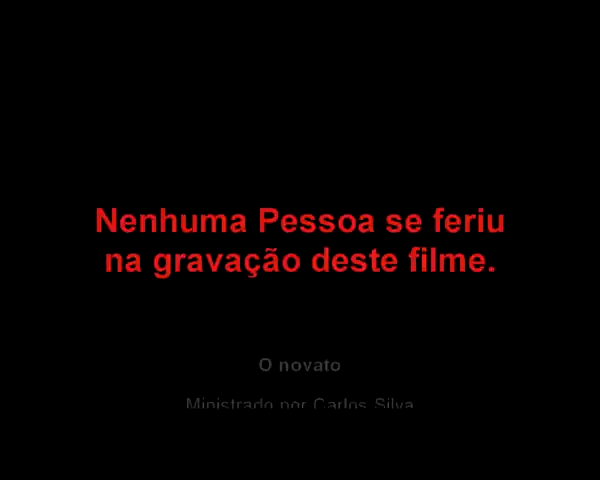 Nenhuma Pessoa se feriu
na gravação deste filme.
O novato
Ministrado por Carlos Silva